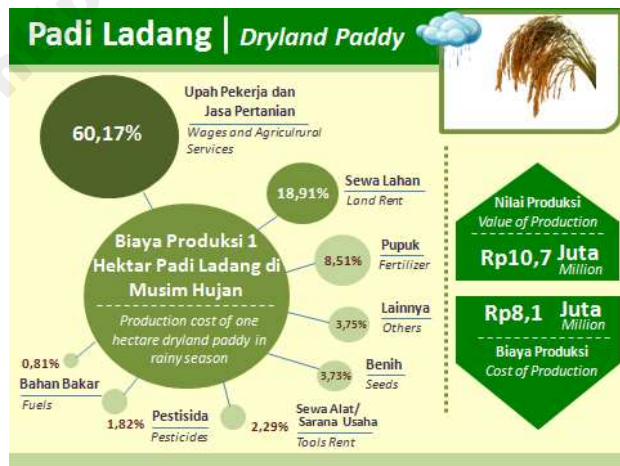 Padi Ladang | Dryland Paddy
60,17%
Upah Pekerja dan
Jasa Pertanian
Wages and Agricultural
Services
18,91%
Sewa Lahan
Land Rent
Biaya Produksi 1
Hektar Padi Ladang di
Musim Hujan
Production cost of one
hectare dryland paddy in
rainy season
8,51%
Pupuk
Fertilizer
3,75%
Lainnya
Others
3,73%
Benih
Seeds
0,81%
Bahan Bakar
Fuels
1,82%
Pestisida
Pesticides
2,29%
Sewa Alat/
Sarana Usaha
Tools Rent
Nilai Produksi
Value of Production
Rp10,7 Juta
Million
Rp8,1 Juta
Million
Biaya Produksi
Cost of Production